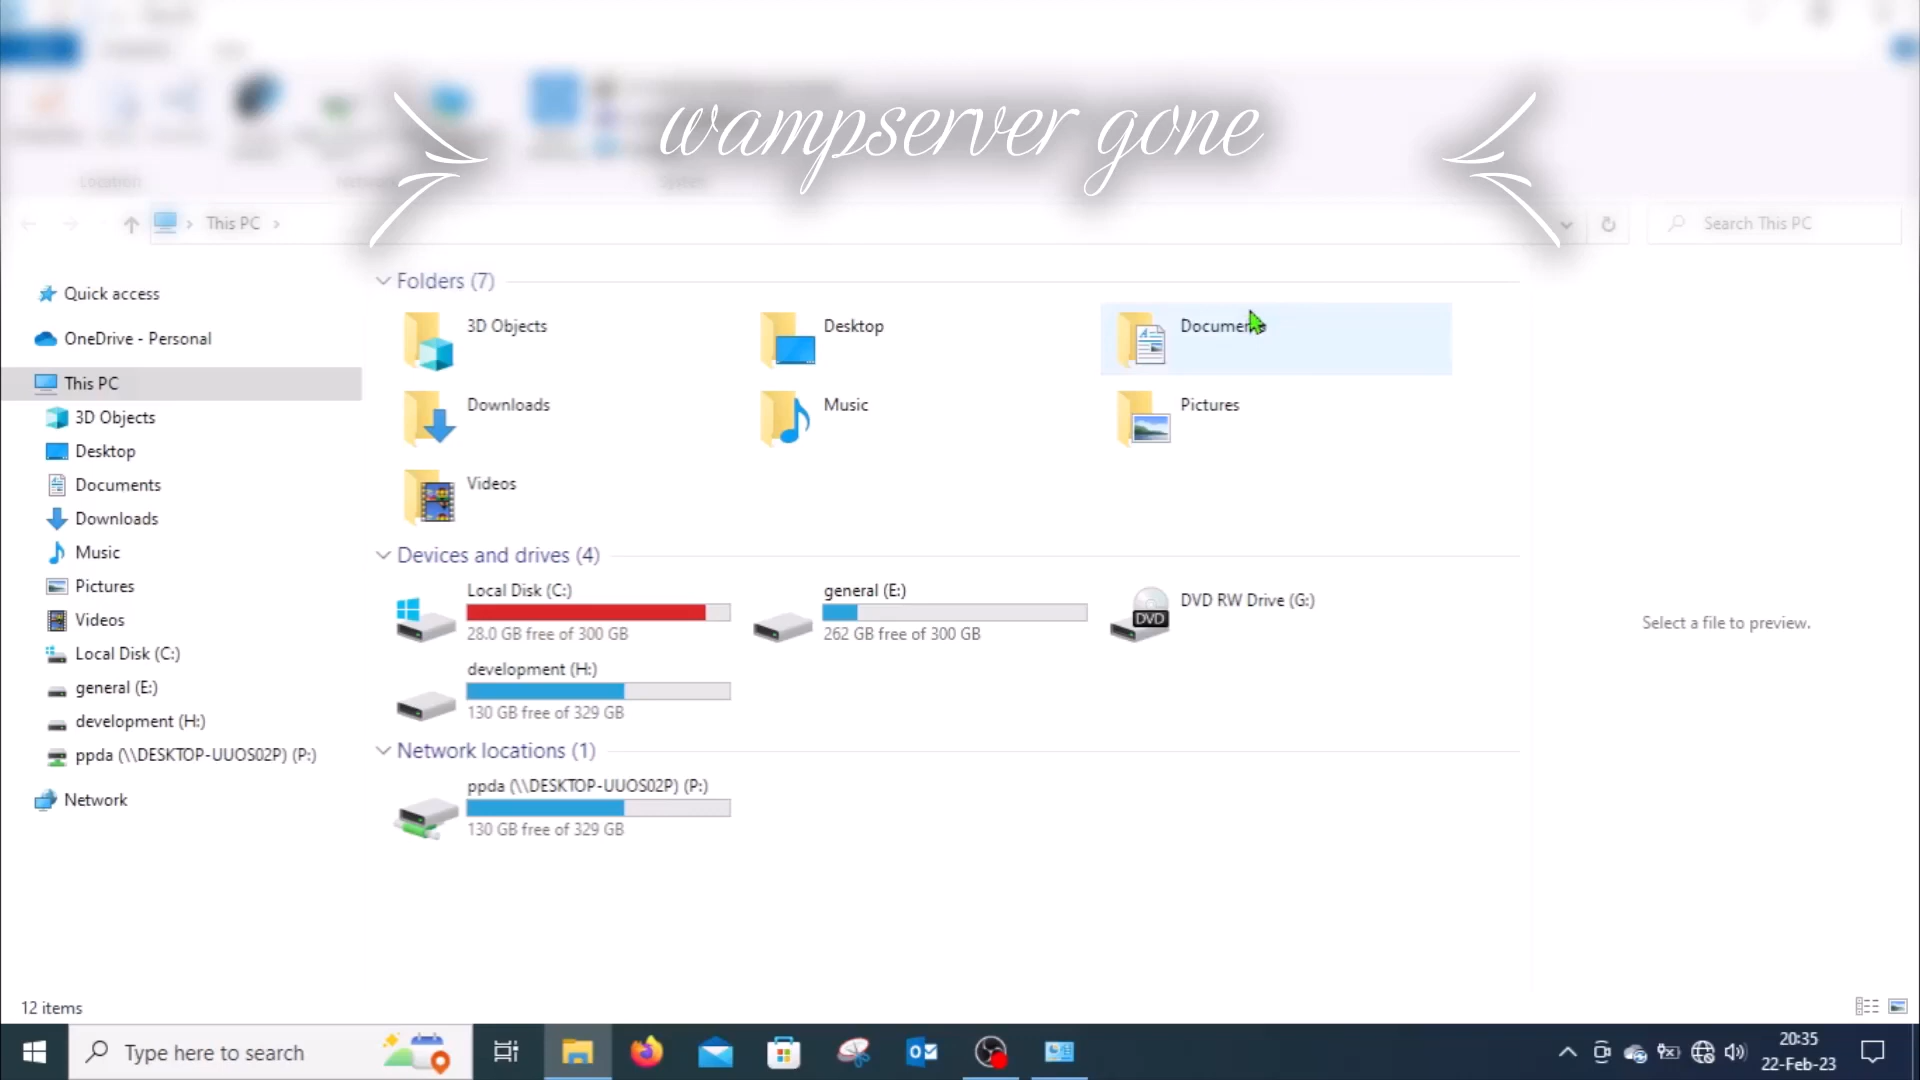 wampserver gone
Location
This PC
Search This PC
Quick access
OneDrive - Personal
This PC
3D Objects
Desktop
Documents
Downloads
Music
Pictures
Videos
Local Disk (C:)
general (E:)
development (H:)
ppda (\\DESKTOP-UUOS02P) (P:)
Network
Folders (7)
3D Objects
Desktop
Documents
Downloads
Music
Pictures
Videos
Devices and drives (4)
Local Disk (C:)
28.0 GB free of 300 GB
general (E:)
262 GB free of 300 GB
DVD RW Drive (G:)
DVD
development (H:)
130 GB free of 329 GB
Network locations (1)
ppda (\\DESKTOP-UUOS02P) (P:)
130 GB free of 329 GB
Select a file to preview.
12 items
Type here to search
20:35
22-Feb-23